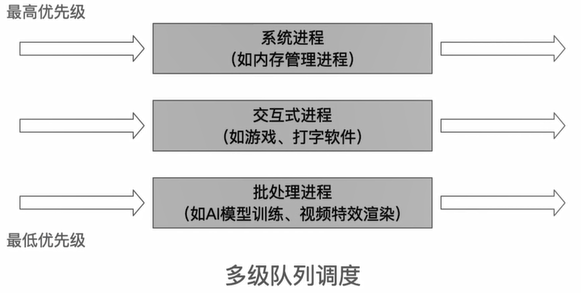 最高优先级
系统进程
（如内存管理进程）
交互式进程
（如游戏、打字软件）
批处理进程
（如AI模型训练、视频特效渲染）
最低优先级
多级队列调度